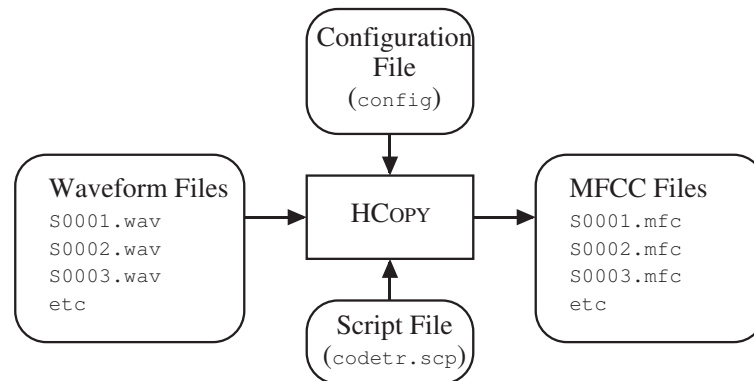 Configuration
File
(config)
Waveform Files
S0001.wav
S0002.wav
S0003.wav
etc
HCOPY
MFCC Files
S0001.mfc
S0002.mfc
S0003.mfc
etc
Script File
(codetr.scp)